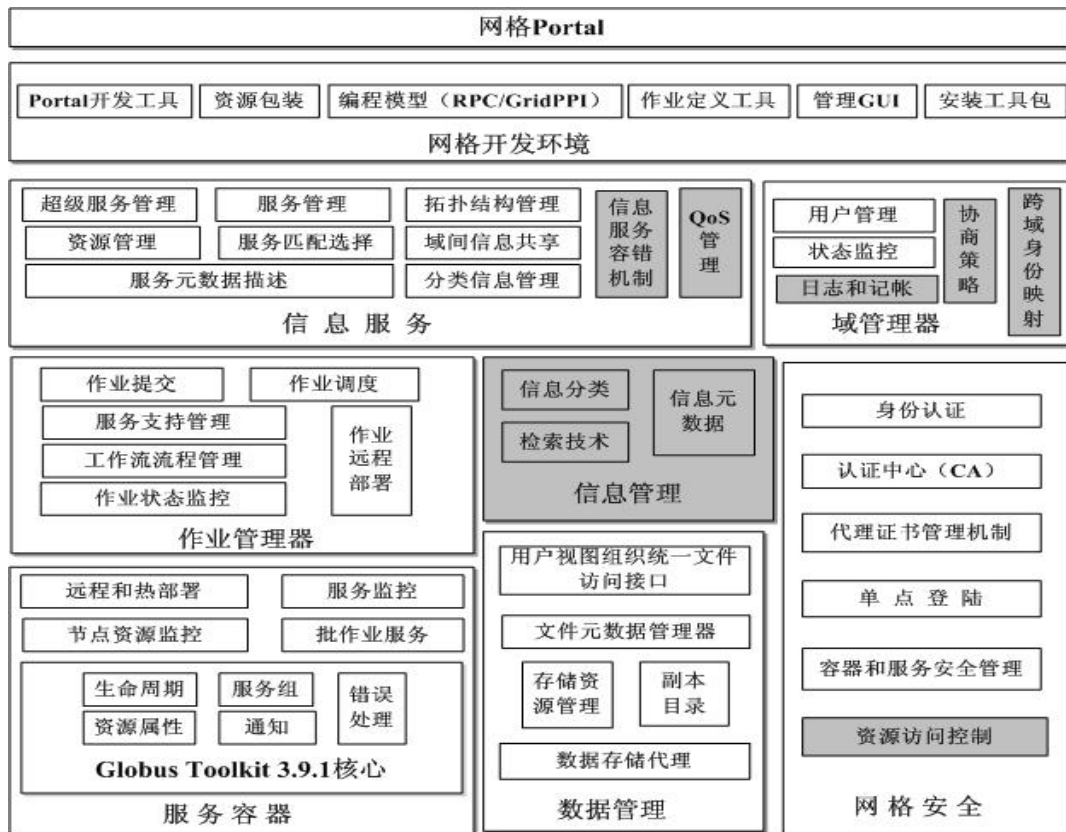 网格Portal
Portal开发工具
资源包装
编程模型（RPC/GridPPI）
作业定义工具
管理GUI
安装工具包
网格开发环境
超级服务管理
服务管理
拓扑结构管理
资源管理
服务匹配选择
域间信息共享
服务元数据描述
分类信息管理
信息
服务
容错
机制
QoS
管
理
信息服务
用户管理
状态监控
日志和记帐
协
商
策
略
跨
域
身
份
映
射
域管理器
作业提交
作业调度
服务支持管理
工作流流程管理
作业状态监控
作业
远程
部署
作业管理器
信息分类
检索技术
信息元
数据
信息管理
身份认证
认证中心（CA）
代理证书管理机制
单点登陆
容器和服务安全管理
资源访问控制
网格安全
远程和热部署
服务监控
节点资源监控
批作业服务
生命周期
服务组
资源属性
通知
错误
处理
Globus Toolkit 3.9.1核心
服务容器
用户视图组织统一文件
访问接口
文件元数据管理器
存储资
源管理
副本
目录
数据存储代理
数据管理